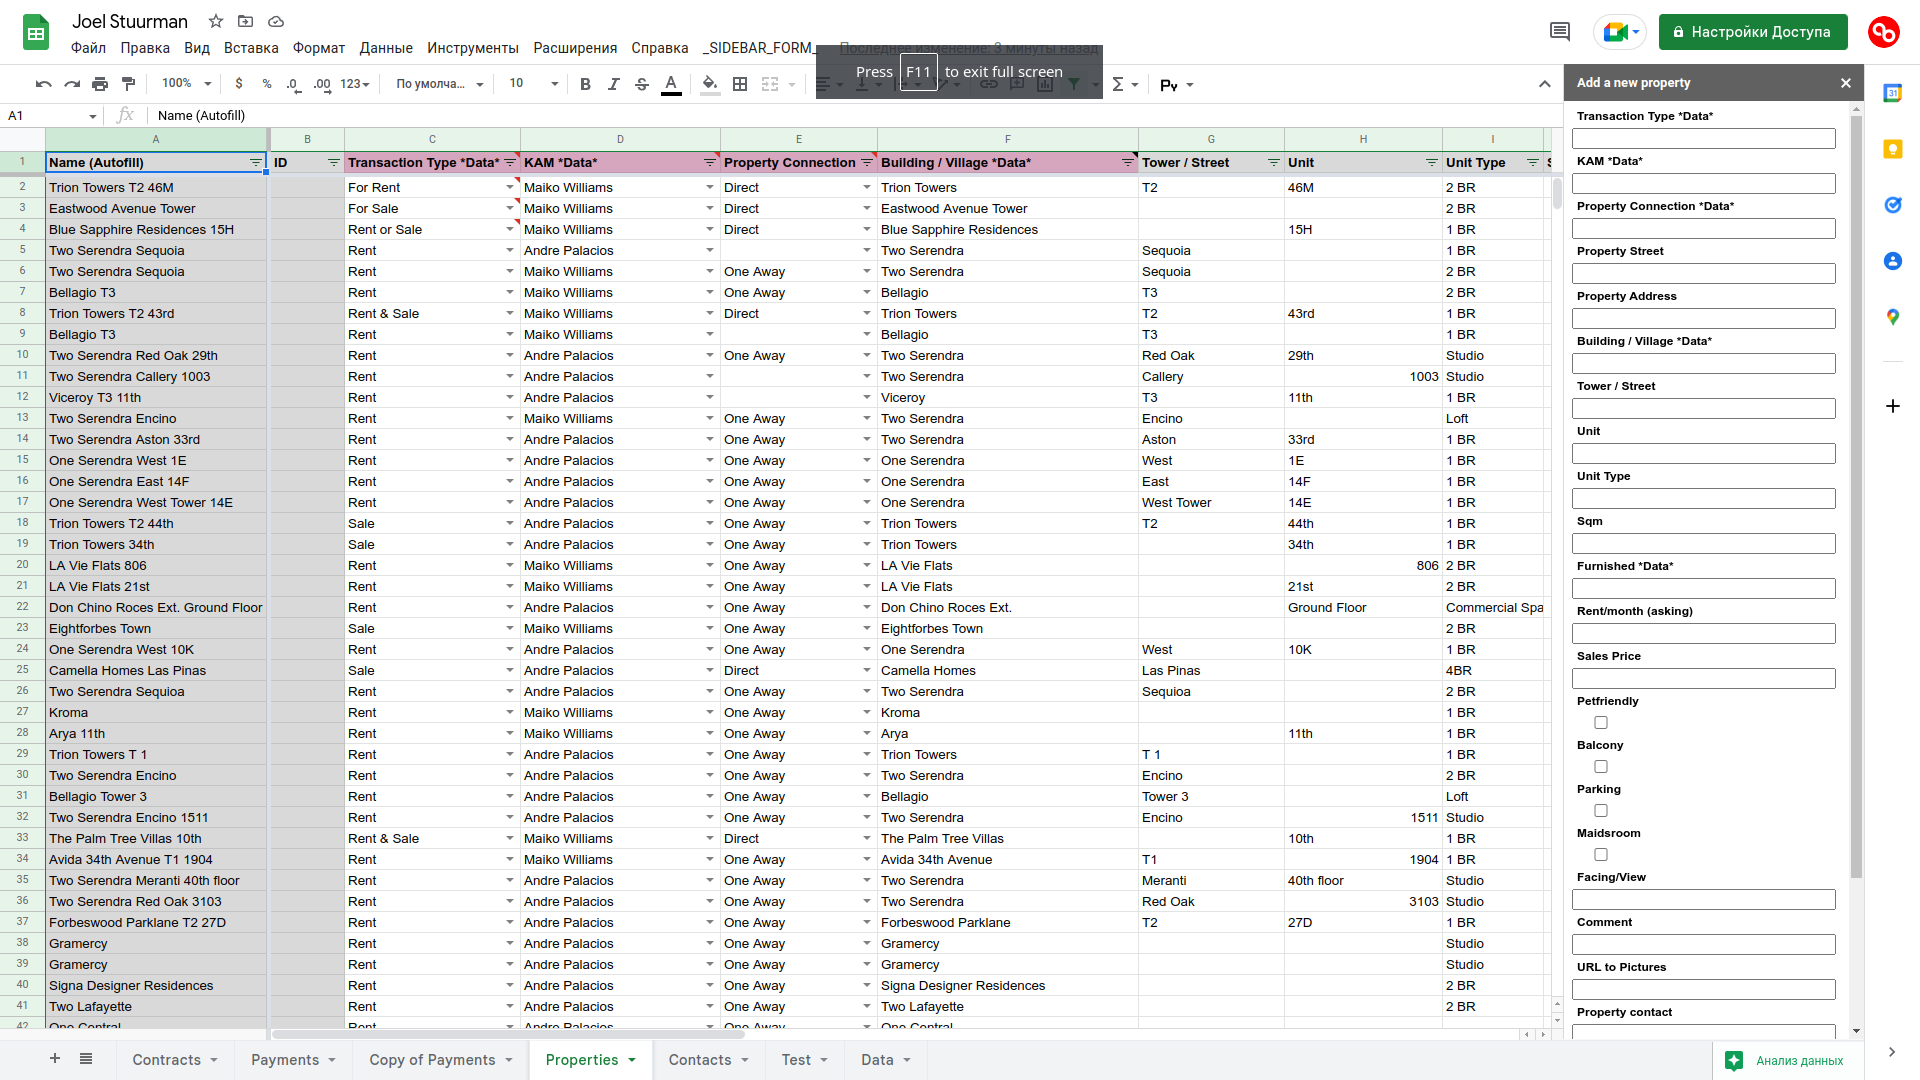 Joel Stuurman
Файл Правка Вид Вставка Формат Данные Инструменты Расширения Справка _SIDEBAR_FORM_ Последнее изменение: 3 минуты назад
Настройки Доступа
Press F11 to exit full screen
100% $ % .0 .00 123 По умолча... 10 B I S A Σ Py
A1 fx Name (Autofill)
A B C D E F G H I
1 Name (Autofill) ID Transaction Type *Data* KAM *Data* Property Connection Building / Village *Data* Tower / Street Unit Unit Type
2 Trion Towers T2 46M For Rent Maiko Williams Direct Trion Towers T2 46M 2 BR
3 Eastwood Avenue Tower For Sale Maiko Williams Direct Eastwood Avenue Tower 2 BR
4 Blue Sapphire Residences 15H Rent or Sale Maiko Williams Direct Blue Sapphire Residences 15H 1 BR
5 Two Serendra Sequoia Rent Andre Palacios Two Serendra Sequoia 1 BR
6 Two Serendra Sequoia Rent Maiko Williams One Away Two Serendra Sequoia 2 BR
7 Bellagio T3 Rent Maiko Williams One Away Bellagio T3 2 BR
8 Trion Towers T2 43rd Rent & Sale Maiko Williams Direct Trion Towers T2 43rd 1 BR
9 Bellagio T3 Rent Maiko Williams Bellagio T3 1 BR
10 Two Serendra Red Oak 29th Rent Andre Palacios One Away Two Serendra Red Oak 29th Studio
11 Two Serendra Callery 1003 Rent Andre Palacios Two Serendra Callery 1003 Studio
12 Viceroy T3 11th Rent Andre Palacios Viceroy T3 11th 1 BR
13 Two Serendra Encino Rent Maiko Williams One Away Two Serendra Encino Loft
14 Two Serendra Aston 33rd Rent Andre Palacios One Away Two Serendra Aston 33rd 1 BR
15 One Serendra West 1E Rent Andre Palacios One Away One Serendra West 1E 1 BR
16 One Serendra East 14F Rent Andre Palacios One Away One Serendra East 14F 1 BR
17 One Serendra West Tower 14E Rent Andre Palacios One Away One Serendra West Tower 14E 1 BR
18 Trion Towers T2 44th Sale Andre Palacios One Away Trion Towers T2 44th 1 BR
19 Trion Towers 34th Sale Andre Palacios One Away Trion Towers 34th 1 BR
20 LA Vie Flats 806 Rent Maiko Williams One Away LA Vie Flats 806 2 BR
21 LA Vie Flats 21st Rent Maiko Williams One Away LA Vie Flats 21st 2 BR
22 Don Chino Roces Ext. Ground Floor Rent Andre Palacios One Away Don Chino Roces Ext. Ground Floor Commercial Spa
23 Eightforbes Town Sale Maiko Williams One Away Eightforbes Town 2 BR
24 One Serendra West 10K Rent Andre Palacios One Away One Serendra West 10K 1 BR
25 Camella Homes Las Pinas Sale Andre Palacios Direct Camella Homes Las Pinas 4BR
26 Two Serendra Sequioa Rent Andre Palacios One Away Two Serendra Sequioa 2 BR
27 Kroma Rent Maiko Williams One Away Kroma 1 BR
28 Arya 11th Rent Maiko Williams One Away Arya 11th 1 BR
29 Trion Towers T 1 Rent Andre Palacios One Away Trion Towers T 1 1 BR
30 Two Serendra Encino Rent Andre Palacios One Away Two Serendra Encino 2 BR
31 Bellagio Tower 3 Rent Andre Palacios One Away Bellagio Tower 3 Loft
32 Two Serendra Encino 1511 Rent Andre Palacios One Away Two Serendra Encino 1511 Studio
33 The Palm Tree Villas 10th Rent & Sale Maiko Williams Direct The Palm Tree Villas 10th 1 BR
34 Avida 34th Avenue T1 1904 Rent Maiko Williams One Away Avida 34th Avenue T1 1904 1 BR
35 Two Serendra Meranti 40th floor Rent Andre Palacios One Away Two Serendra Meranti 40th floor Studio
36 Two Serendra Red Oak 3103 Rent Andre Palacios One Away Two Serendra Red Oak 3103 Studio
37 Forbeswood Parklane T2 27D Rent Andre Palacios One Away Forbeswood Parklane T2 27D 1 BR
38 Gramercy Rent Andre Palacios One Away Gramercy Studio
39 Gramercy Rent Andre Palacios One Away Gramercy Studio
40 Signa Designer Residences Rent Andre Palacios One Away Signa Designer Residences 2 BR
41 Two Lafayette Rent Andre Palacios One Away Two Lafayette 2 BR
42 One Central Rent Andre Palacios One Away One Central
Contracts Payments Copy of Payments Properties Contacts Test Data
Анализ данных
Add a new property
Transaction Type *Data*
KAM *Data*
Property Connection *Data*
Property Street
Property Address
Building / Village *Data*
Tower / Street
Unit
Unit Type
Sqm
Furnished *Data*
Rent/month (asking)
Sales Price
Petfriendly
Balcony
Parking
Maidsroom
Facing/View
Comment
URL to Pictures
Property contact
31